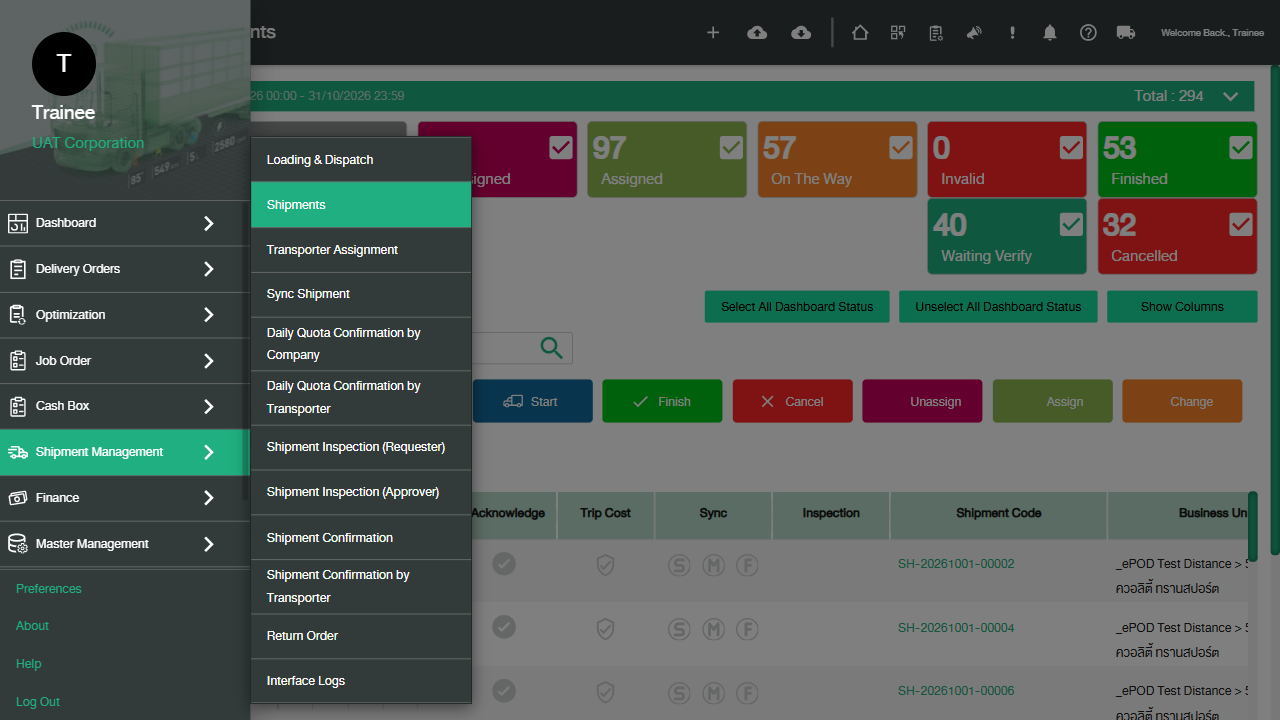 nts
Welcome Back., Trainee
T
Trainee
UAT Corporation
26 00:00 - 31/10/2026 23:59
Total : 294
igned
97
Assigned
57
On The Way
0
Invalid
53
Finished
40
Waiting Verify
32
Cancelled
Select All Dashboard Status
Unselect All Dashboard Status
Show Columns
Start
Finish
Cancel
Unassign
Assign
Change
Dashboard
Delivery Orders
Optimization
Job Order
Cash Box
Shipment Management
Finance
Master Management
Preferences
About
Help
Log Out
Loading & Dispatch
Shipments
Transporter Assignment
Sync Shipment
Daily Quota Confirmation by
Company
Daily Quota Confirmation by
Transporter
Shipment Inspection (Requester)
Shipment Inspection (Approver)
Shipment Confirmation
Shipment Confirmation by
Transporter
Return Order
Interface Logs
Acknowledge Trip Cost Sync Inspection Shipment Code Business Un
S M F SH-20261001-00002 _ePOD Test Distance > 5
ควอลิตี้ ทรานสปอร์ต
S M F SH-20261001-00004 _ePOD Test Distance > 5
ควอลิตี้ ทรานสปอร์ต
S M F SH-20261001-00006 _ePOD Test Distance > 5
ควอลิตี้ ทรานสปอร์ต